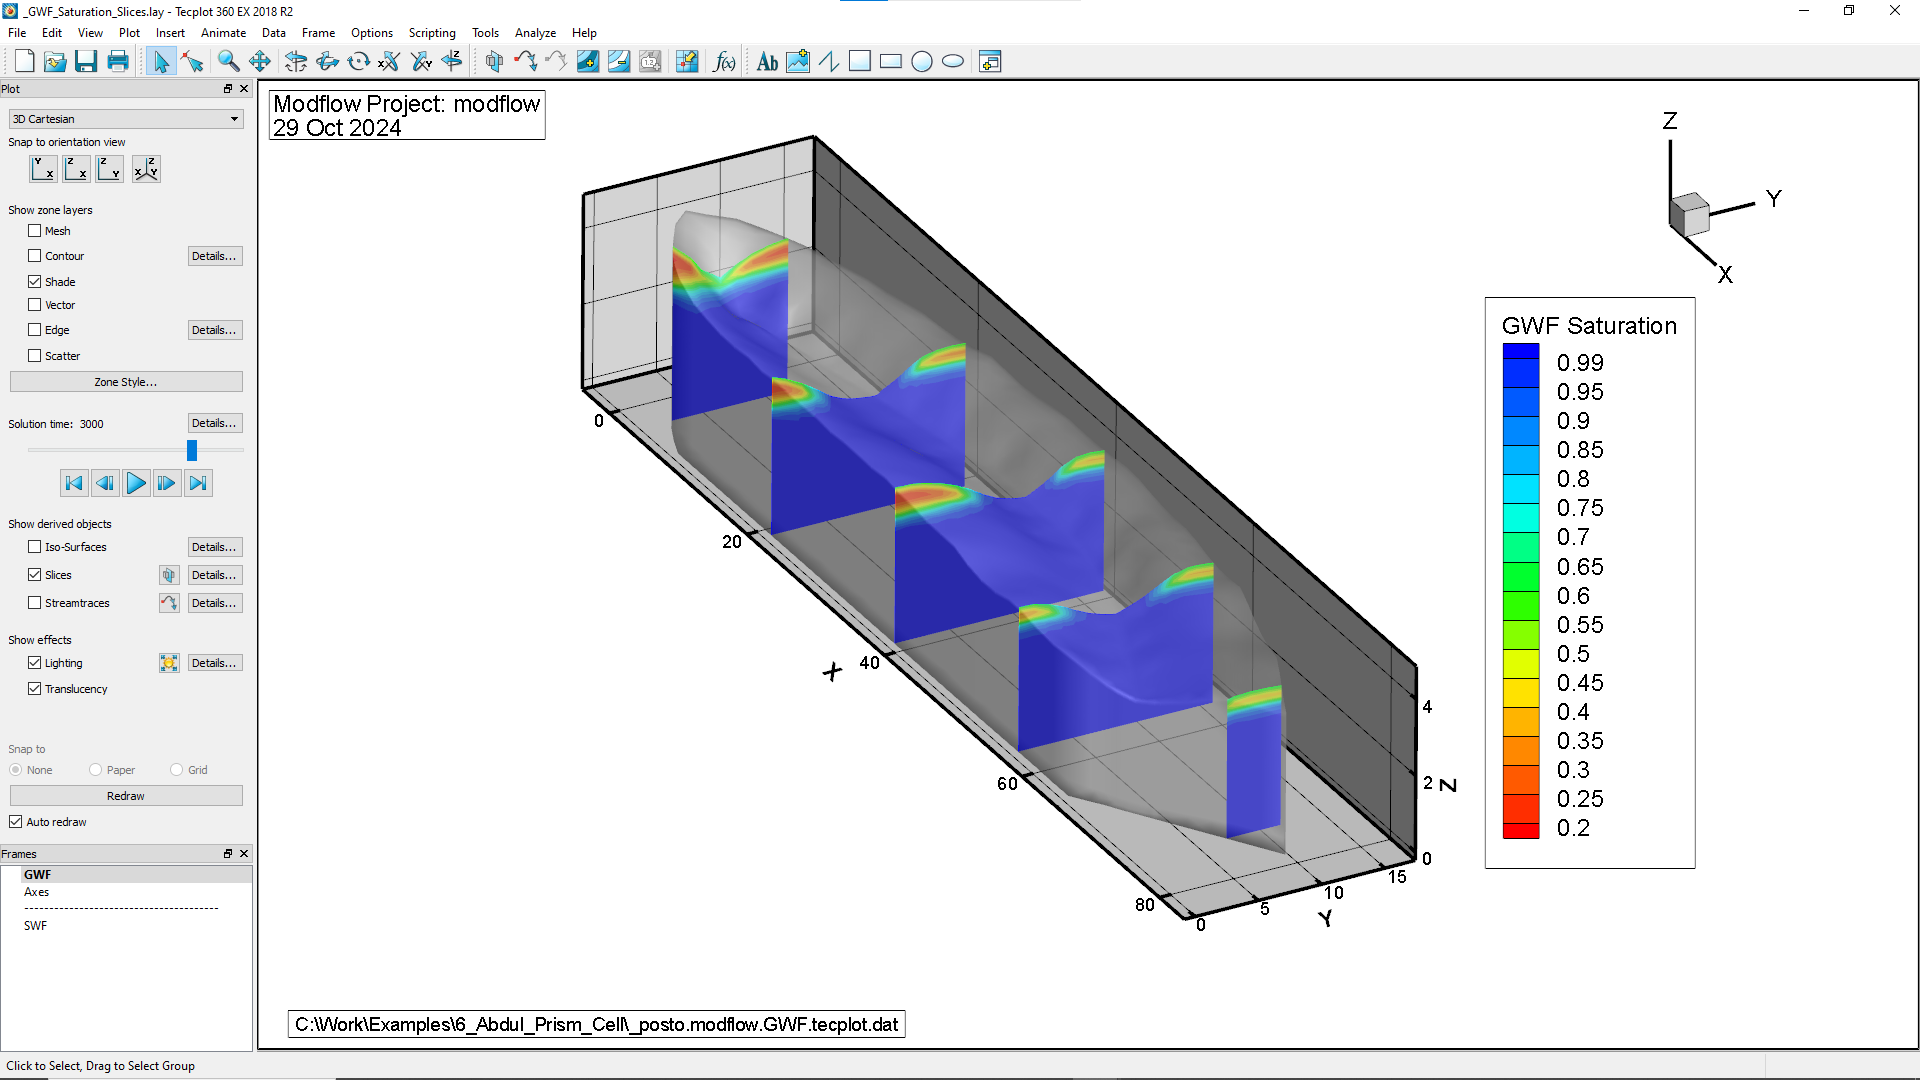 _GWF_Saturation_Slices.lay - Tecplot 360 EX 2018 R2
File Edit View Plot Insert Animate Data Frame Options Scripting Tools Analyze Help
Plot
3D Cartesian
Snap to orientation view
Show zone layers
Mesh
Contour Details...
Shade
Vector
Edge Details...
Scatter
Zone Style...
Solution time: 3000 Details...
Show derived objects
Iso-Surfaces Details...
Slices Details...
Streamtraces Details...
Show effects
Lighting Details...
Translucency
Snap to
None Paper Grid
Redraw
Auto redraw
Frames
GWF
Axes
SWF
Click to Select, Drag to Select Group
Modflow Project: modflow
29 Oct 2024
Z
Y
X
0
20
40
60
80
X
0
5
10
15
Y
0
2
4
Z
GWF Saturation
0.99
0.95
0.9
0.85
0.8
0.75
0.7
0.65
0.6
0.55
0.5
0.45
0.4
0.35
0.3
0.25
0.2
C:\Work\Examples\6_Abdul_Prism_Cell\_posto.modflow.GWF.tecplot.dat